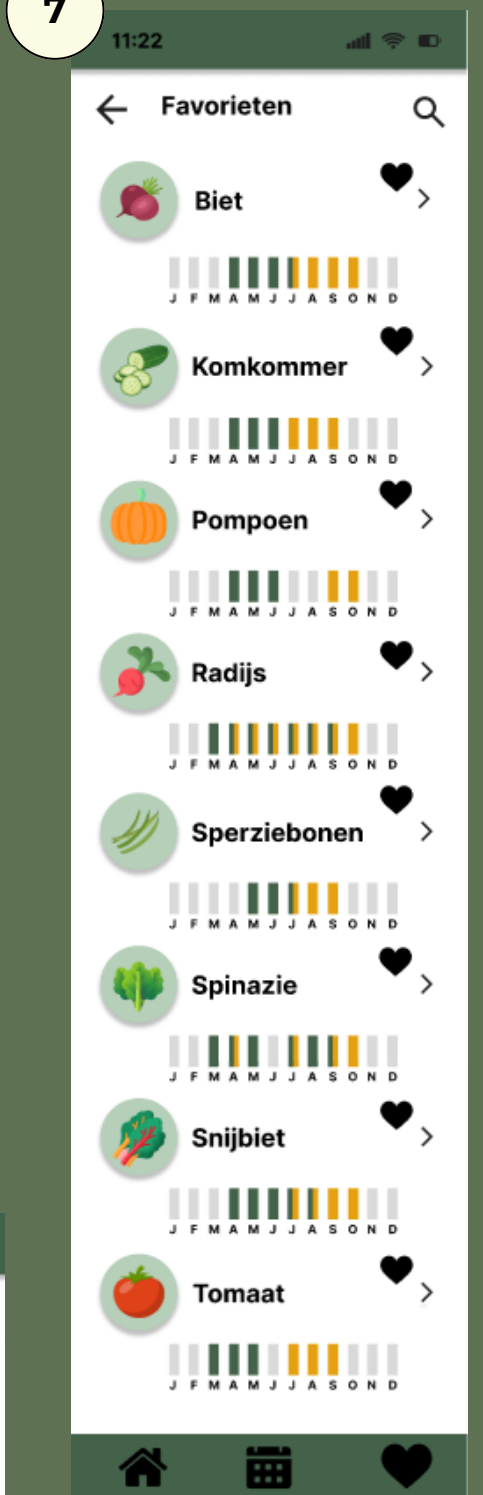 7
11:22
Favorieten
Biet
J F M A M J J A S O N D
Komkommer
J F M A M J J A S O N D
Pompoen
J F M A M J J A S O N D
Radijs
J F M A M J J A S O N D
Sperziebonen
J F M A M J J A S O N D
Spinazie
J F M A M J J A S O N D
Snijbiet
J F M A M J J A S O N D
Tomaat
J F M A M J J A S O N D